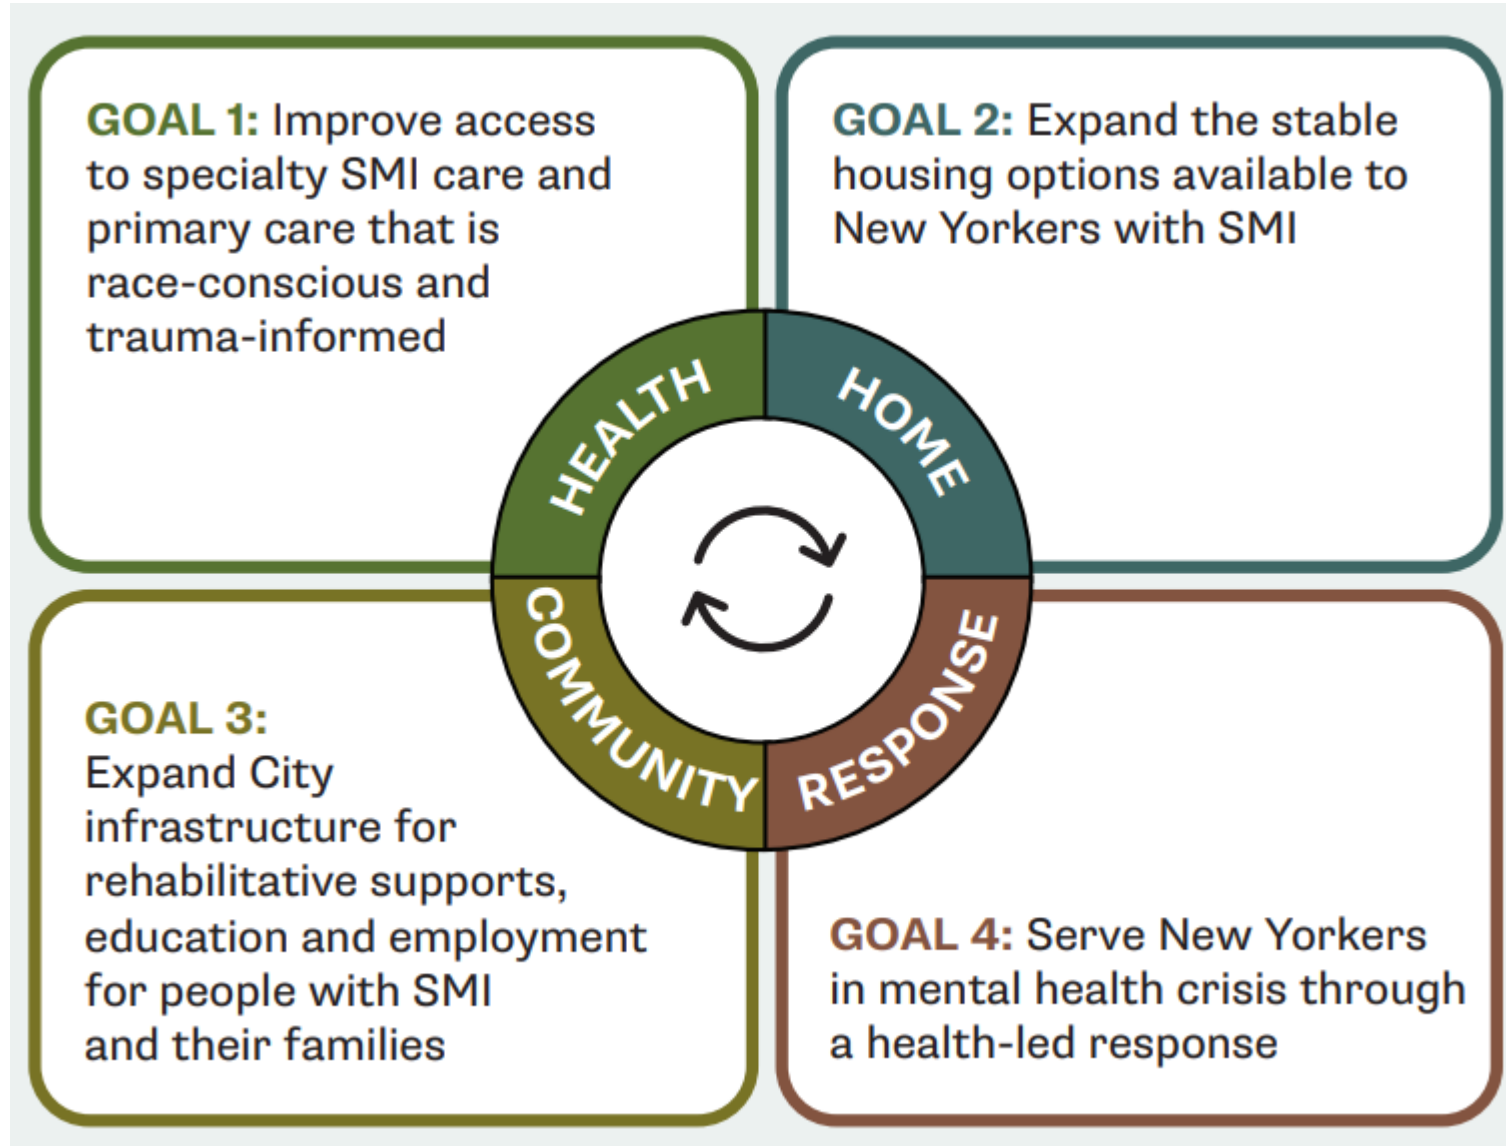 GOAL 1: Improve access
to specialty SMI care and
primary care that is
race-conscious and
trauma-informed
GOAL 2: Expand the stable
housing options available to
New Yorkers with SMI
HEALTH
HOME
COMMUNITY
RESPONSE
GOAL 3:
Expand City
infrastructure for
rehabilitative supports,
education and employment
for people with SMI
and their families
GOAL 4: Serve New Yorkers
in mental health crisis through
a health-led response